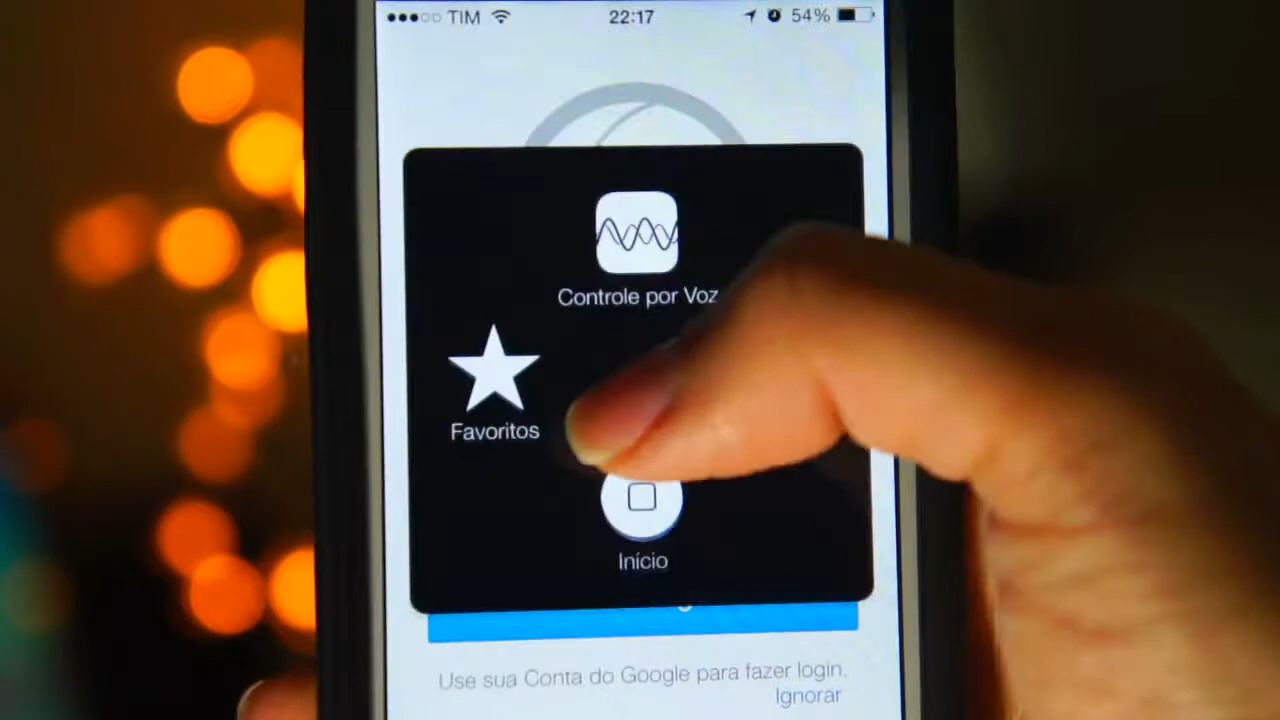 TIM 22:17 54%
Controle por Voz
Favoritos
Início
Use sua Conta do Google para fazer login.
Ignorar